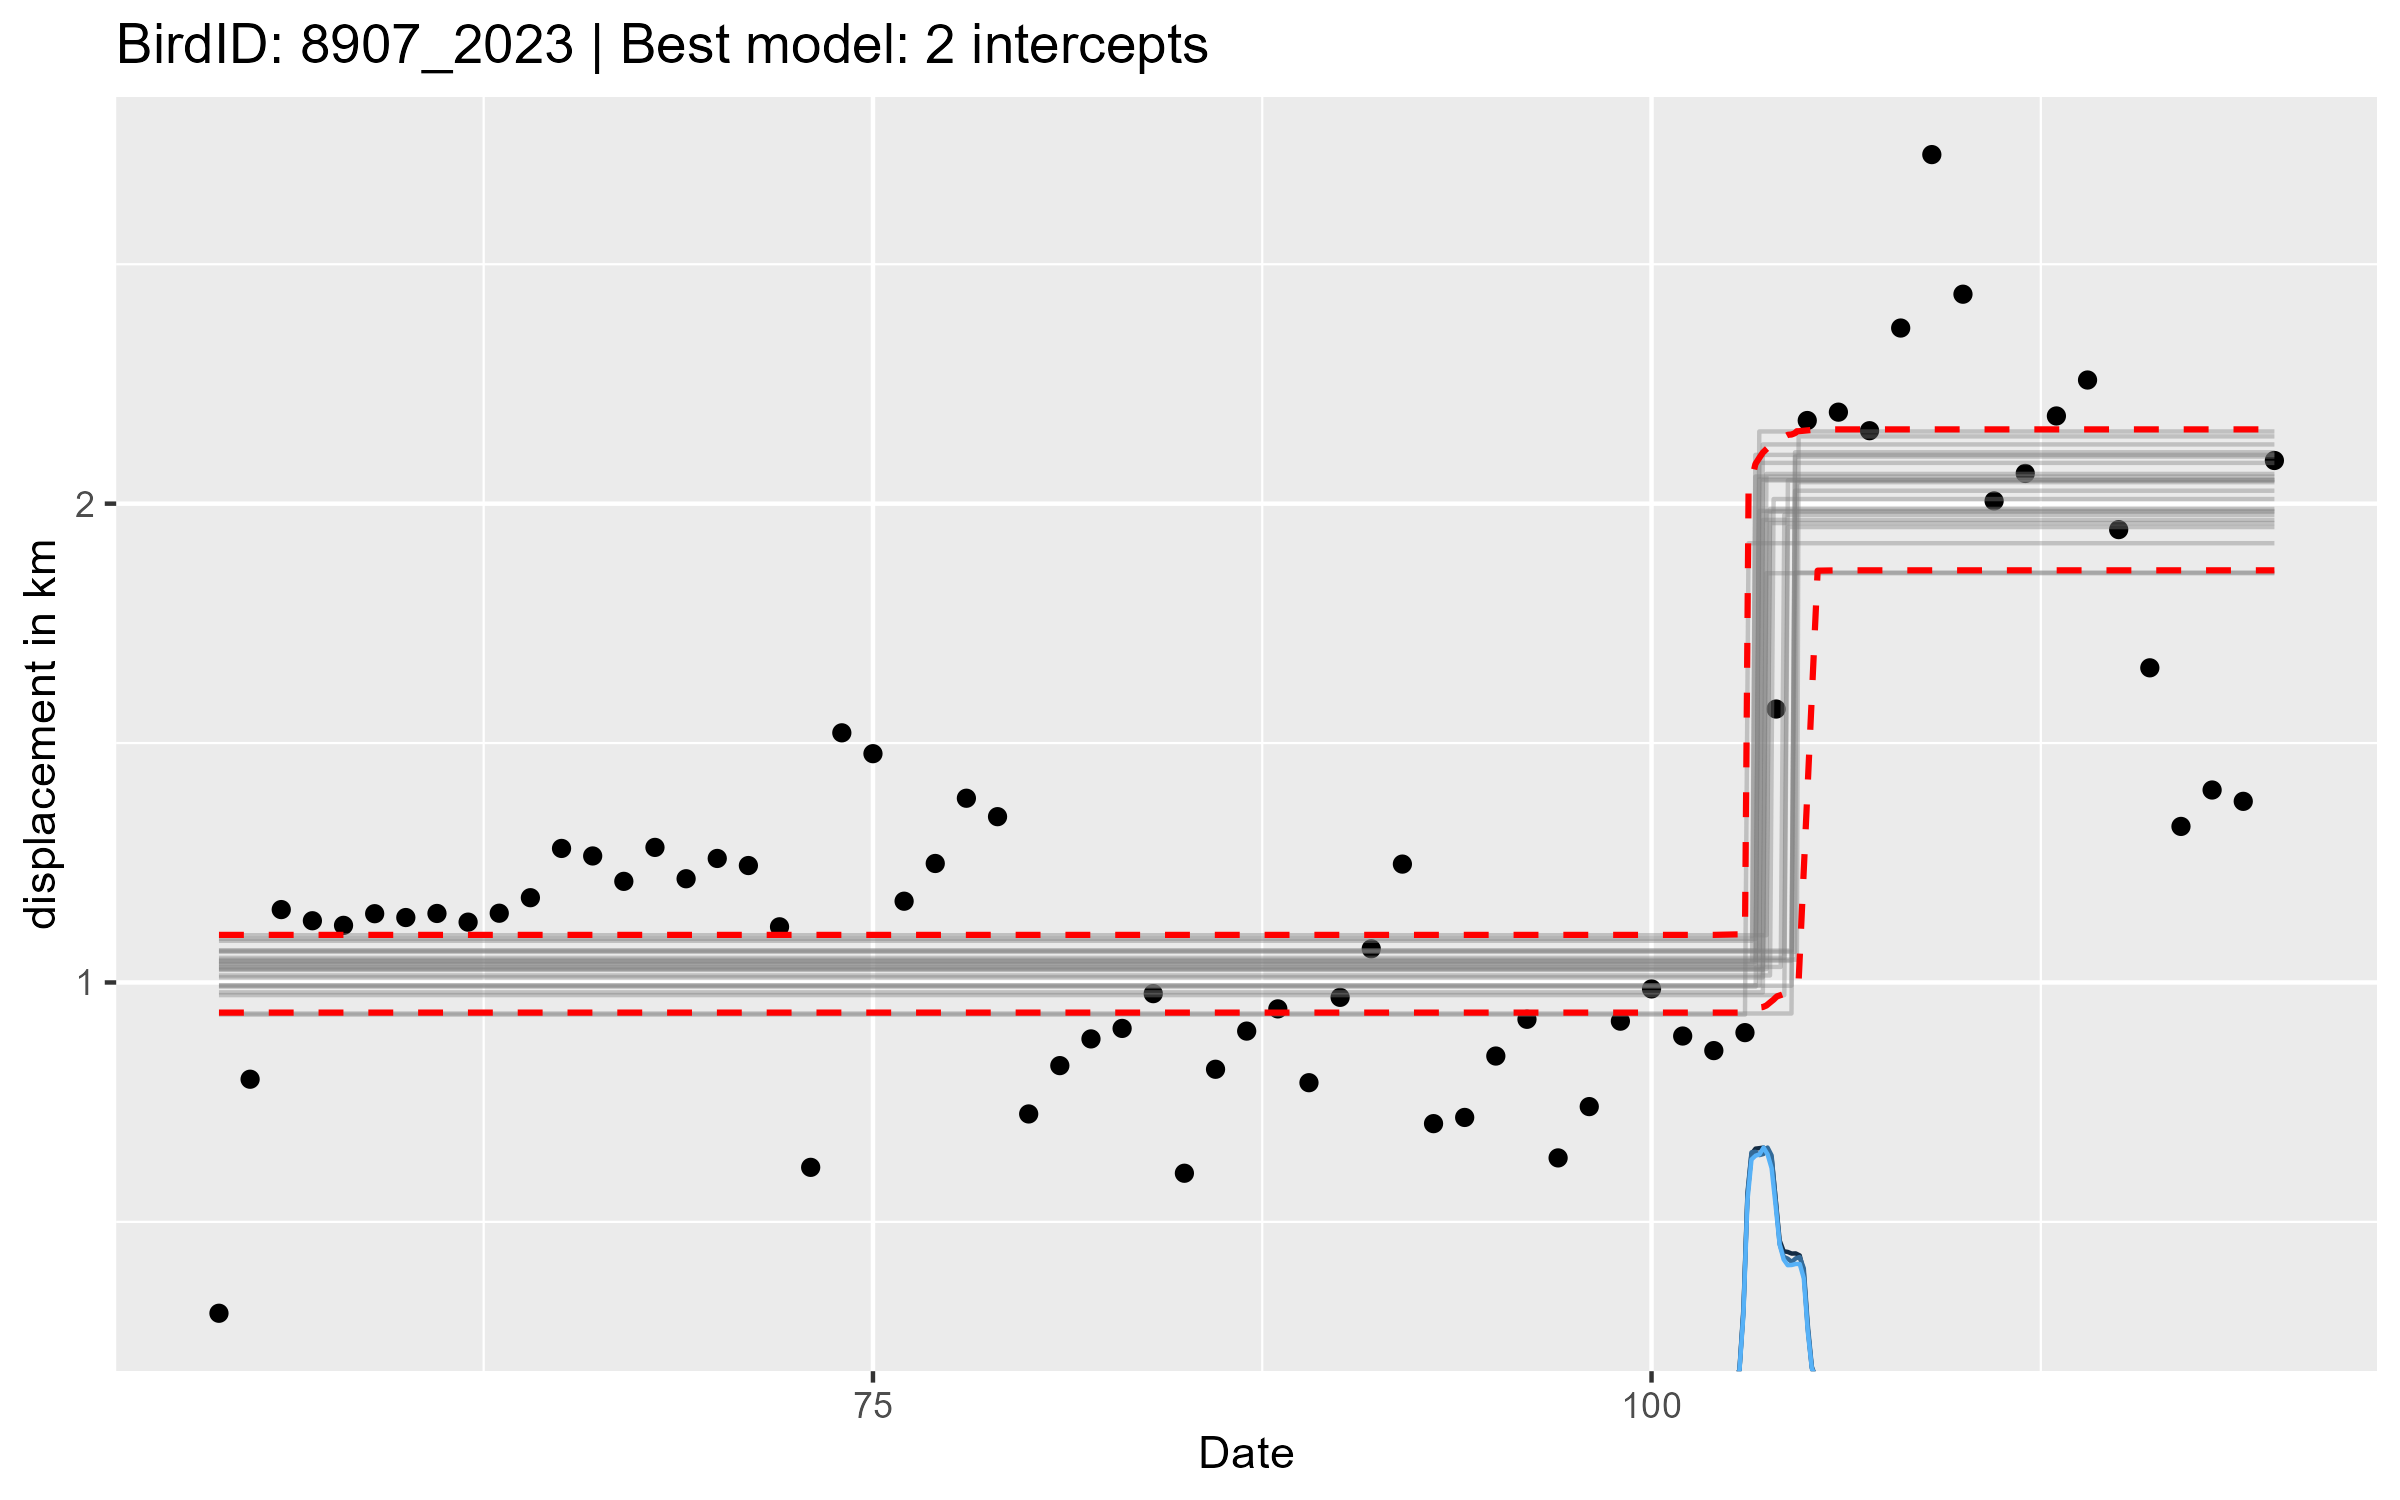 BirdID: 8907_2023 | Best model: 2 intercepts
displacement in km
2
1
75
100
Date